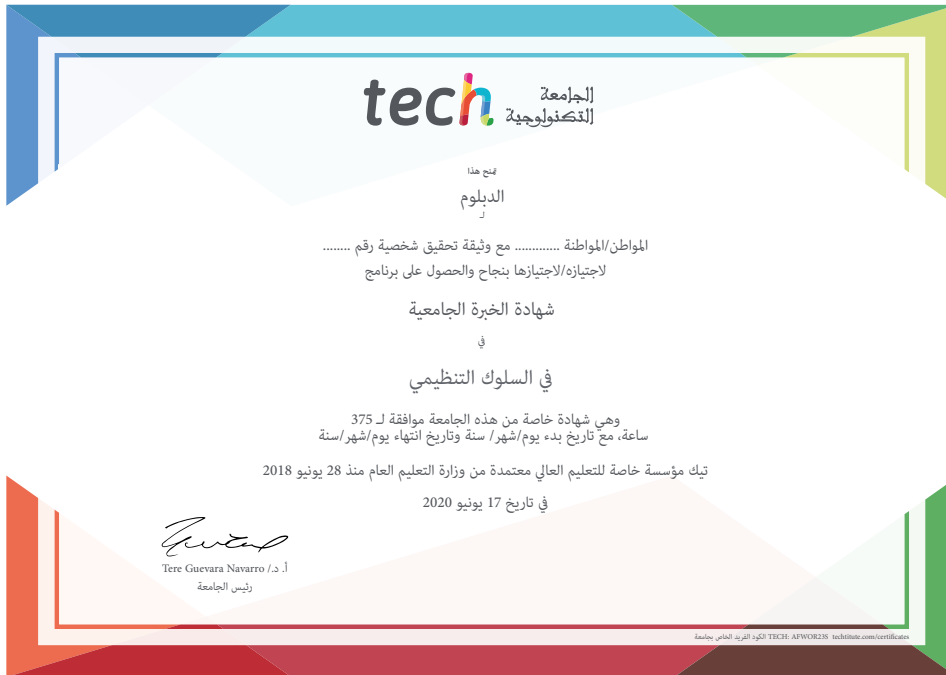 tech الجامعة
التكنولوجية
يمنح هذا
الدبلوم
لـ
المواطن/المواطنة ............ مع وثيقة تحقيق شخصية رقم ........
لاجتيازه/لاجتيازها بنجاح والحصول على برنامج
شهادة الخبرة الجامعية
في
في السلوك التنظيمي
وهي شهادة خاصة من هذه الجامعة موافقة لـ 375
ساعة، مع تاريخ بدء يوم/شهر/ سنة وتاريخ انتهاء يوم/شهر/سنة
تيك مؤسسة خاصة للتعليم العالي معتمدة من وزارة التعليم العام منذ 28 يونيو 2018
في تاريخ 17 يونيو 2020
أ. د./ Tere Guevara Navarro
رئيس الجامعة
الكود الفريد الخاص بجامعة TECH: AFWOR23S techtitute.com/certificates